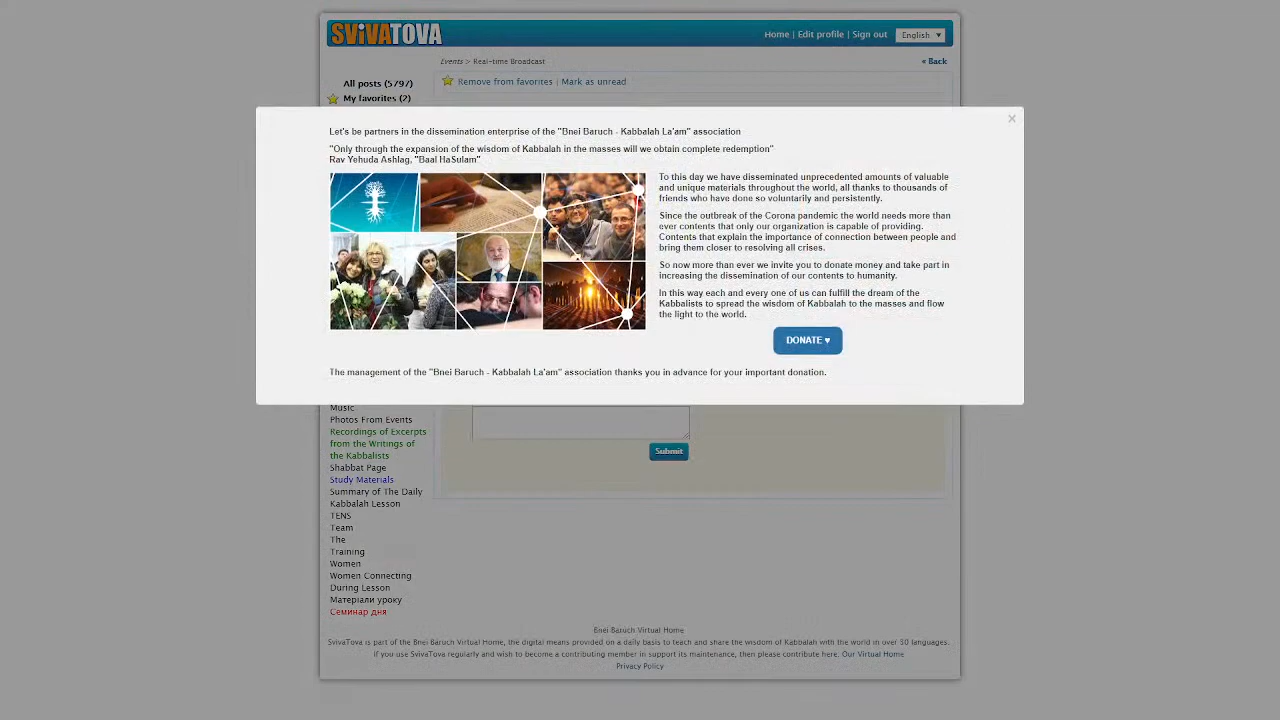 SViVATOVA
Home | Edit profile | Sign out
English ▼
Events > Real-time Broadcast
« Back
All posts (5797)
My favorites (2)
Remove from favorites | Mark as unread
×
Let's be partners in the dissemination enterprise of the "Bnei Baruch - Kabbalah La'am" association
"Only through the expansion of the wisdom of Kabbalah in the masses will we obtain complete redemption"
Rav Yehuda Ashlag, "Baal HaSulam"
To this day we have disseminated unprecedented amounts of valuable
and unique materials throughout the world, all thanks to thousands of
friends who have done so voluntarily and persistently.
Since the outbreak of the Corona pandemic the world needs more than
ever contents that only our organization is capable of providing.
Contents that explain the importance of connection between people and
bring them closer to resolving all crises.
So now more than ever we invite you to donate money and take part in
increasing the dissemination of our contents to humanity.
In this way each and every one of us can fulfill the dream of the
Kabbalists to spread the wisdom of Kabbalah to the masses and flow
the light to the world.
DONATE ♥
The management of the "Bnei Baruch - Kabbalah La'am" association thanks you in advance for your important donation.
Music
Photos From Events
Recordings of Excerpts
from the Writings of
the Kabbalists
Shabbat Page
Study Materials
Summary of The Daily
Kabbalah Lesson
TENS
Team
The
Training
Women
Women Connecting
During Lesson
Матеріали уроку
Семинар дня
Submit
Bnei Baruch Virtual Home
SvivaTova is part of the Bnei Baruch Virtual Home, the digital means provided on a daily basis to teach and share the wisdom of Kabbalah with the world in over 30 languages.
If you use SvivaTova regularly and wish to become a contributing member in support its maintenance, then please contribute here. Our Virtual Home
Privacy Policy